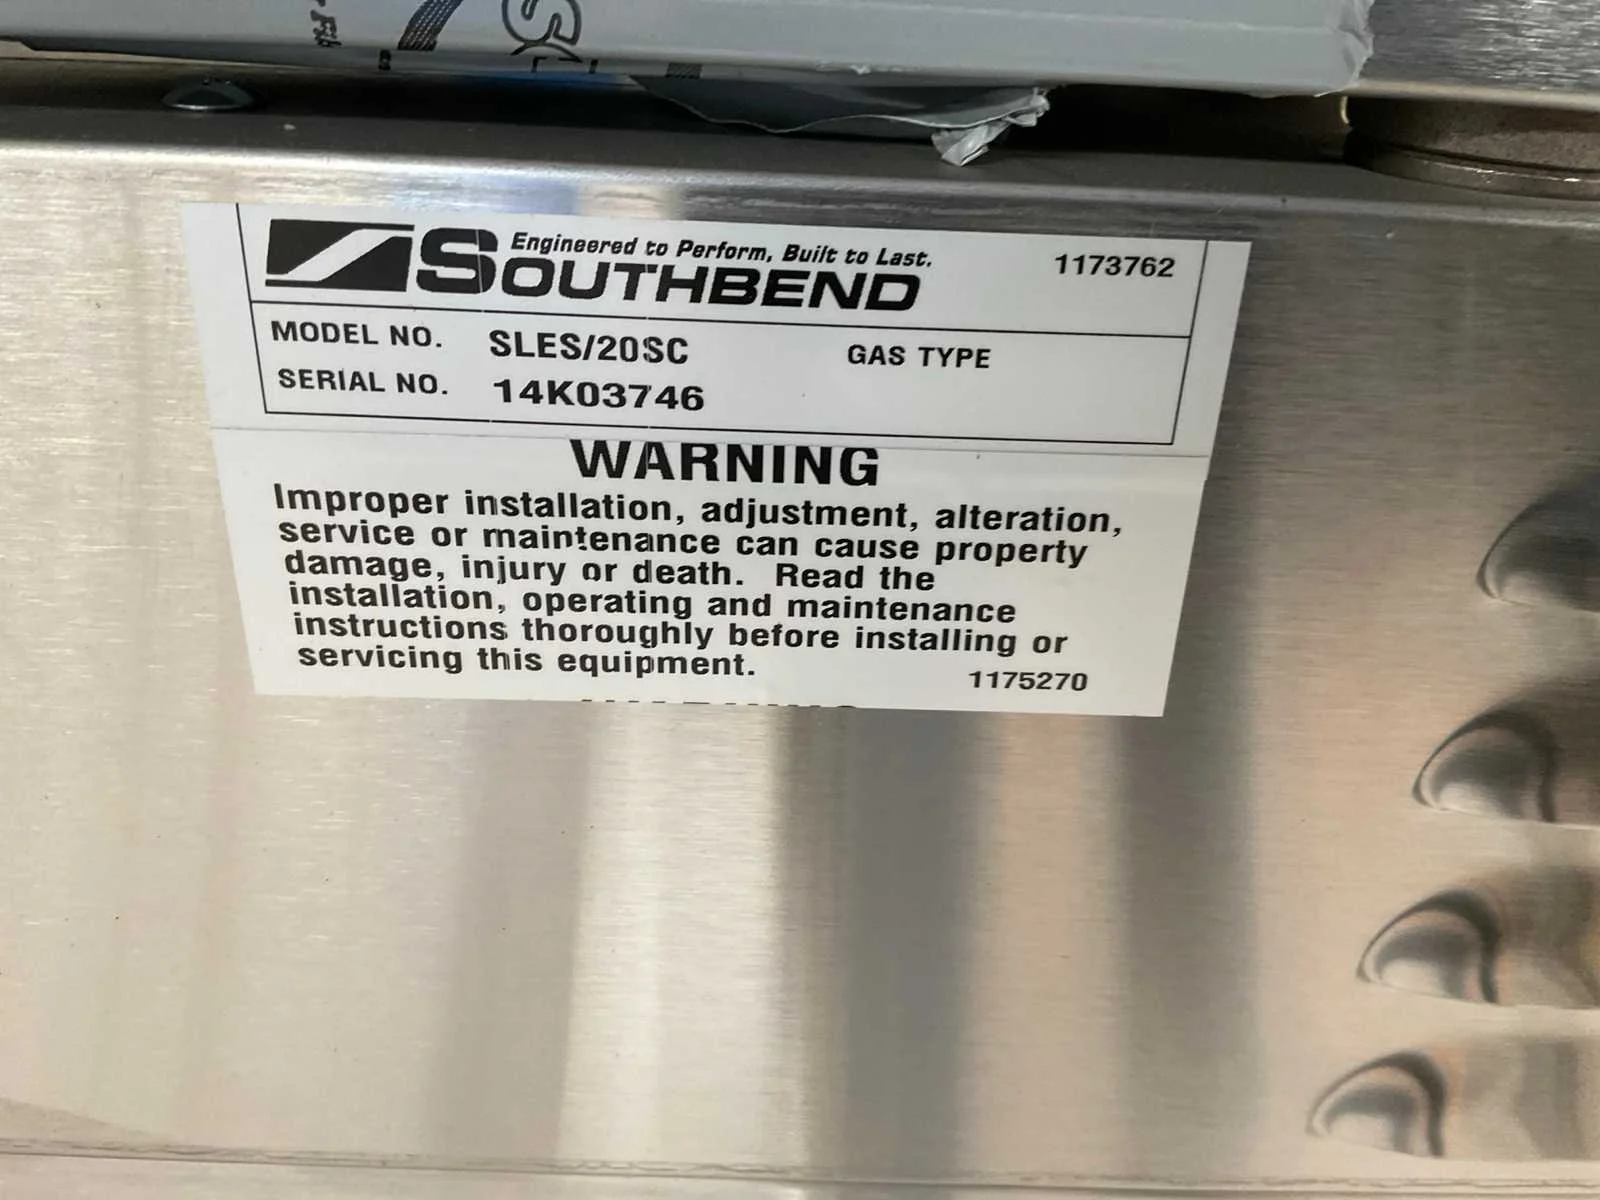 Engineered to Perform, Built to Last.
SOUTHBEND
1173762
MODEL NO. SLES/20SC GAS TYPE
SERIAL NO. 14K03746
WARNING
Improper installation, adjustment, alteration,
service or maintenance can cause property
damage, injury or death. Read the
installation, operating and maintenance
instructions thoroughly before installing or
servicing this equipment.
1175270